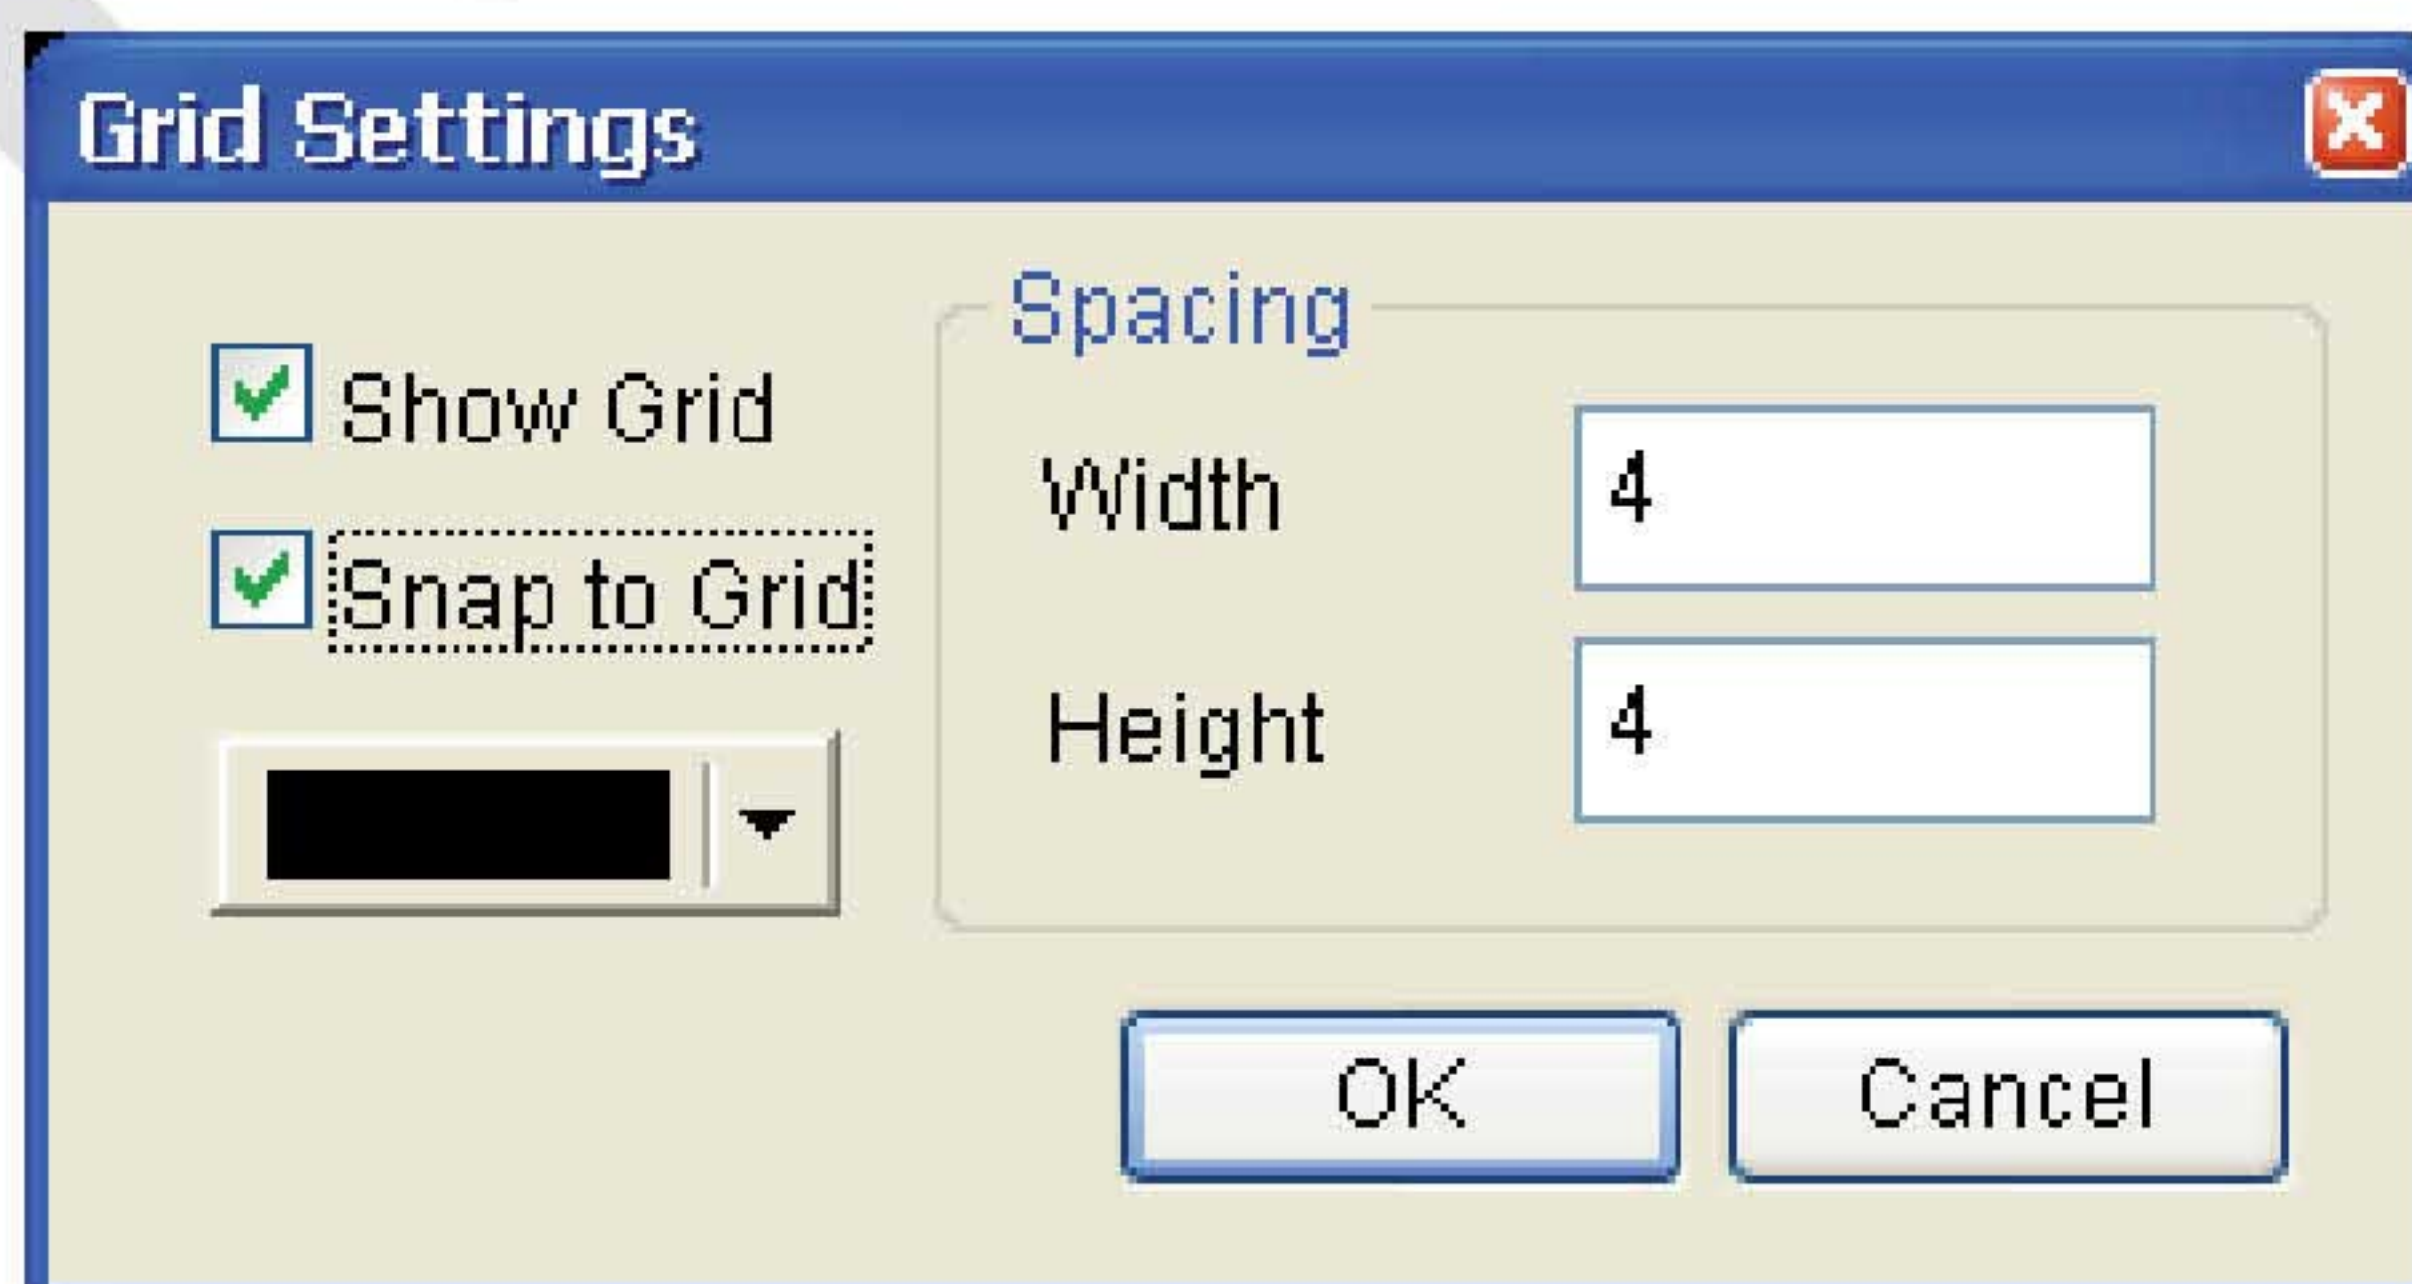 Grid Settings
Show Grid
Snap to Grid
Spacing
Width 4
Height 4
OK Cancel